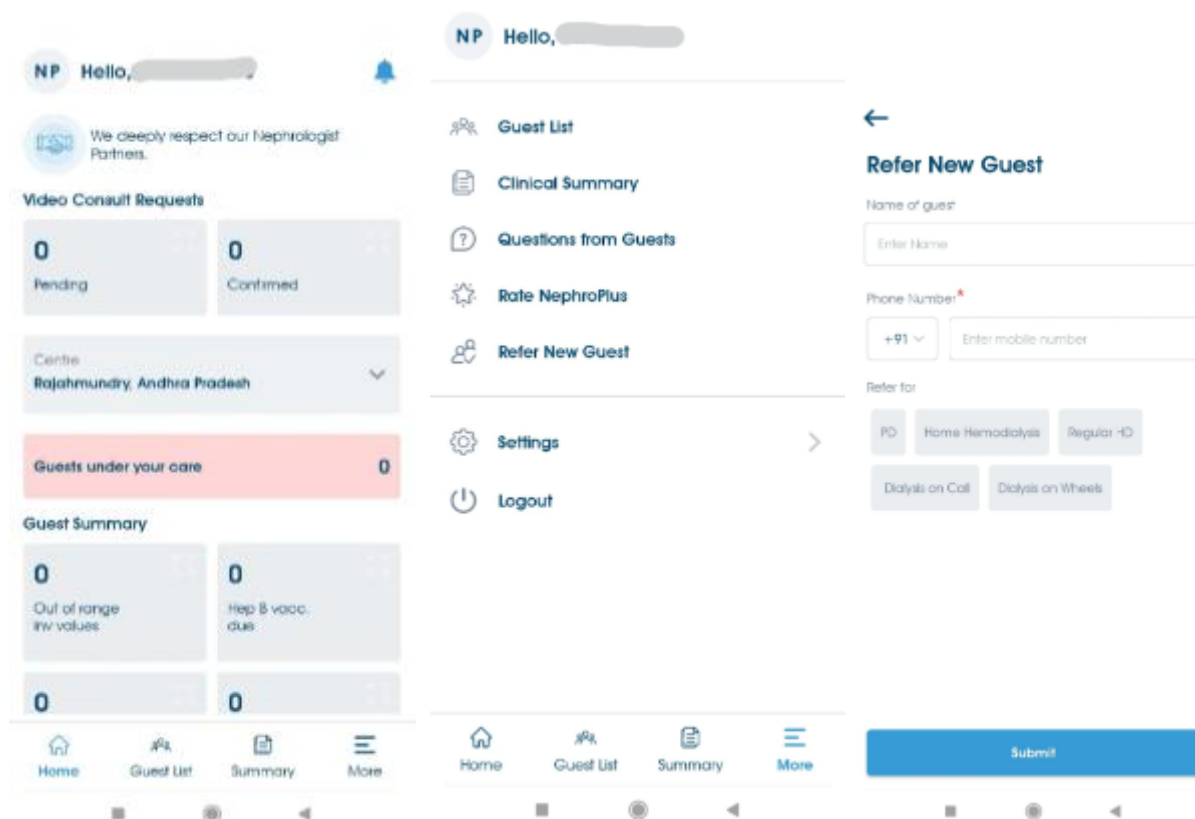 NP Hello,
We deeply respect our Nephrologist
Partners.
Video Consult Requests
0
Pending
0
Confirmed
Centre
Rajahmundry, Andhra Pradesh
Guests under your care 0
Guest Summary
0
Out of range
inv values
0
Hep B vacc.
due
0
0
Home
Guest List
Summary
More
NP Hello,
Guest List
Clinical Summary
Questions from Guests
Rate NephroPlus
Refer New Guest
Settings
Logout
Home
Guest List
Summary
More
Refer New Guest
Name of guest
Enter Name
Phone Number*
+91
Enter mobile number
Refer for
PD
Home Hemodialysis
Regular HD
Dialysis on Call
Dialysis on Wheels
Submit